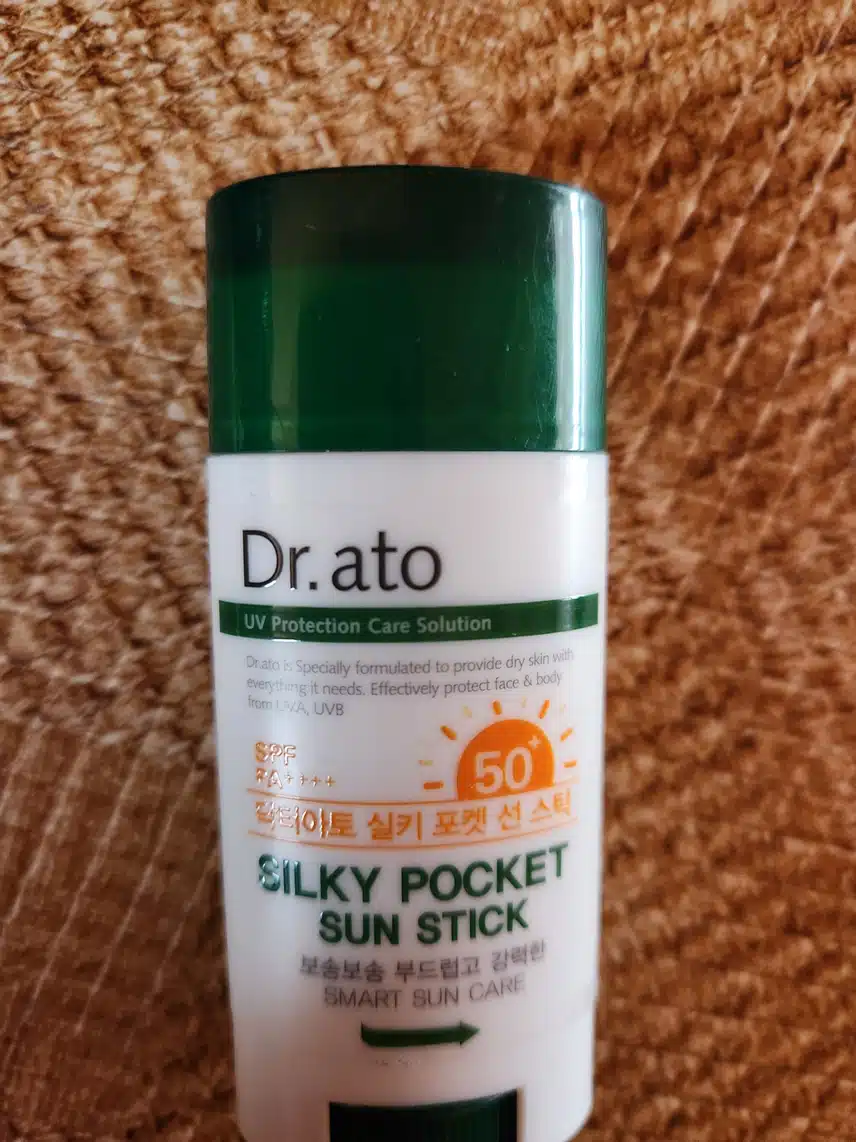 Dr.ato
UV Protection Care Solution
Dr.ato is Specially formulated to provide dry skin with
everything it needs. Effectively protect face & body
from UVA, UVB
SPF
PA++++
50+
닥터아토 실키 포켓 선 스틱
SILKY POCKET
SUN STICK
보송보송 부드럽고 강력한
SMART SUN CARE